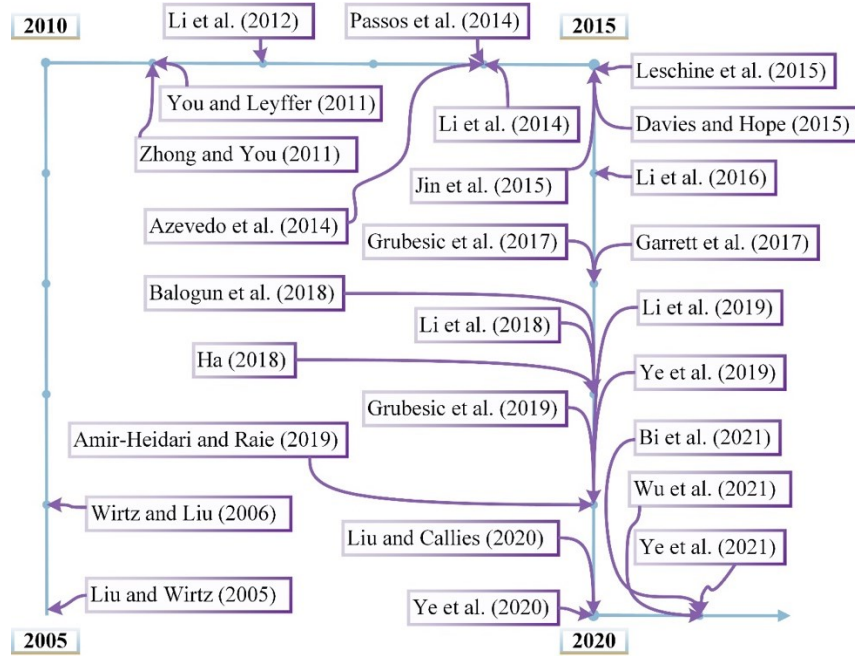 2010
Li et al. (2012)
Passos et al. (2014)
2015
Leschine et al. (2015)
You and Leyffer (2011)
Li et al. (2014)
Davies and Hope (2015)
Zhong and You (2011)
Jin et al. (2015)
Li et al. (2016)
Azevedo et al. (2014)
Grubesic et al. (2017)
Garrett et al. (2017)
Balogun et al. (2018)
Li et al. (2018)
Li et al. (2019)
Ha (2018)
Ye et al. (2019)
Grubesic et al. (2019)
Amir-Heidari and Raie (2019)
Bi et al. (2021)
Wu et al. (2021)
Wirtz and Liu (2006)
Liu and Callies (2020)
Ye et al. (2021)
Liu and Wirtz (2005)
Ye et al. (2020)
2005
2020